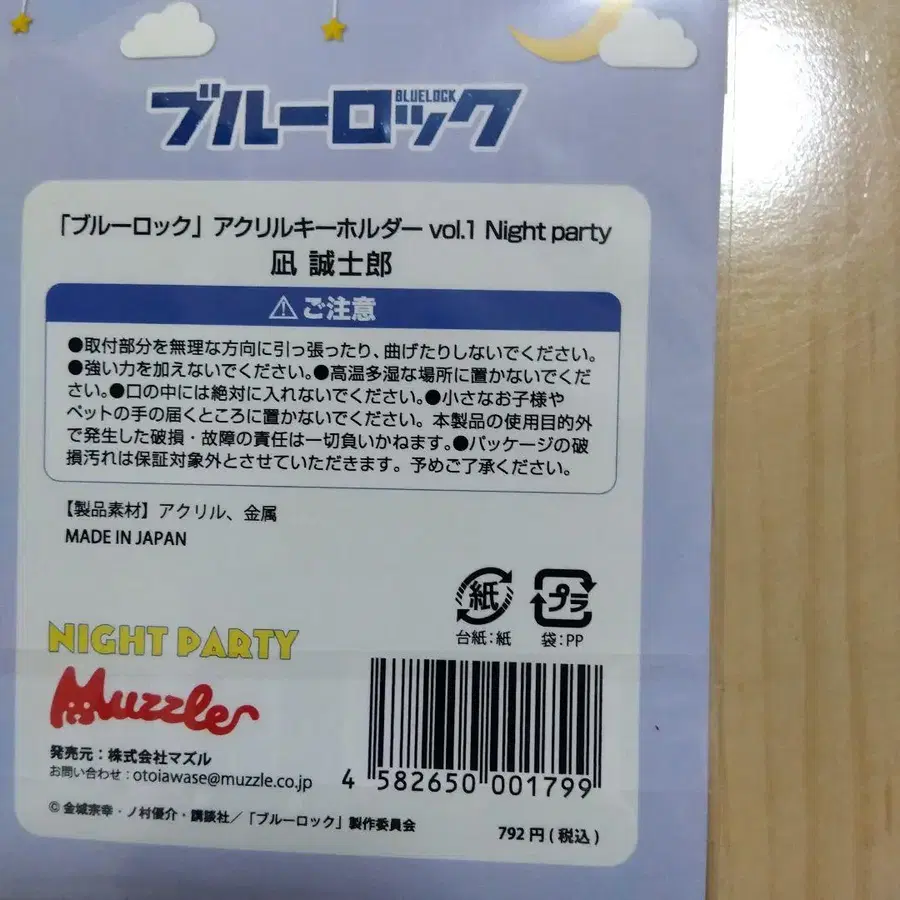 ブルーロック
BLUELOCK
「ブルーロック」アクリルキーホルダー vol.1 Night party
凪 誠士郎
⚠ご注意
●取付部分を無理な方向に引っ張ったり、曲げたりしないでください。
●強い力を加えないでください。●高温多湿な場所に置かないでくだ
さい。●口の中には絶対に入れないでください。●小さなお子様や
ペットの手の届くところに置かないでください。本製品の使用目的外
で発生した破損・故障の責任は一切負いかねます。●パッケージの破
損汚れは保証対象外とさせていただきます。予めご了承ください。
【製品素材】アクリル、金属
MADE IN JAPAN
紙 プラ
台紙:紙 袋:PP
NIGHT PARTY
Muzzle
発売元:株式会社マズル
お問い合わせ:otoiawase@muzzle.co.jp
4 582650 001799
© 金城宗幸・ノ村優介・講談社/「ブルーロック」製作委員会
792円(税込)